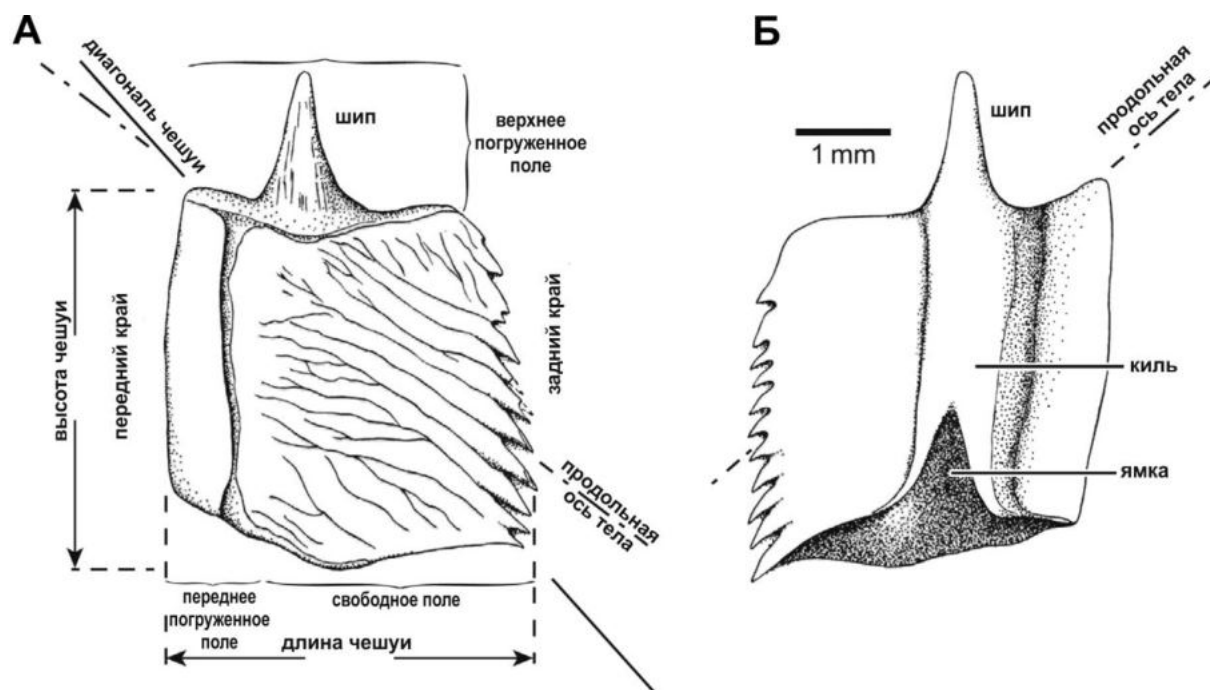 А
диагональ чешуи
шип
верхнее
погруженное
поле
высота чешуи
передний край
задний край
продольная
ось тела
переднее
погруженное
поле
свободное поле
длина чешуи
Б
шип
продольная
ось тела
1 mm
киль
ямка